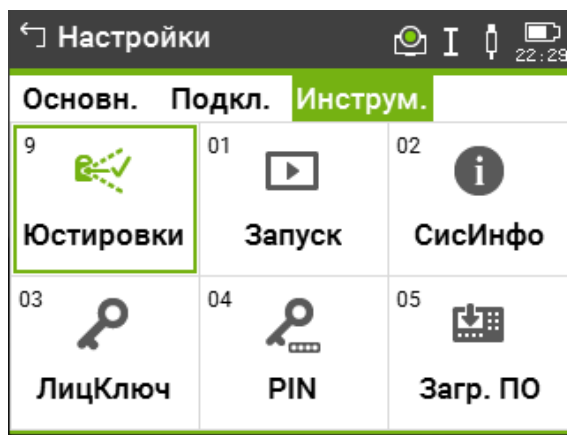 Настройки
22:29
Основн. Подкл. Инструм.
9 01 02
Юстировки Запуск СисИнфо
03 04 05
ЛицКлюч PIN Загр. ПО